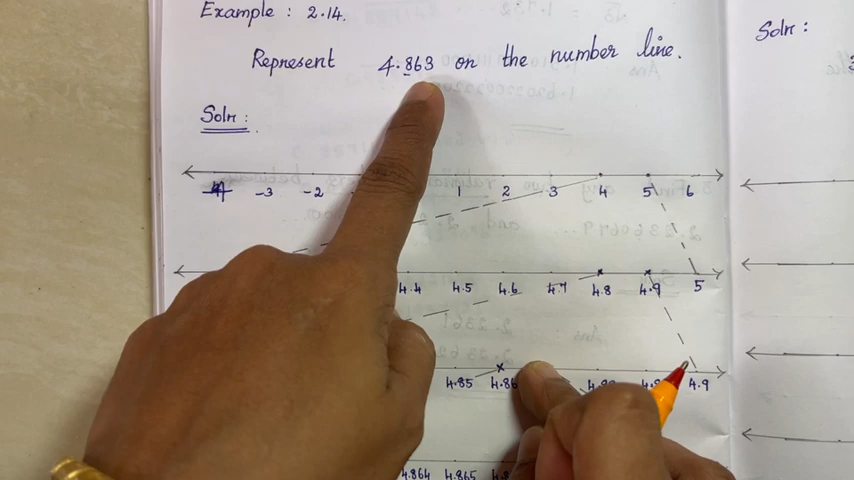 Example : 2.14.
Represent 4.863 on the number line.
Soln :
Soln :
-4 -3 -2 1 2 3 4 5 6
4.4 4.5 4.6 4.7 4.8 4.9 5
4.85 4.86 4.9
4.864 4.865